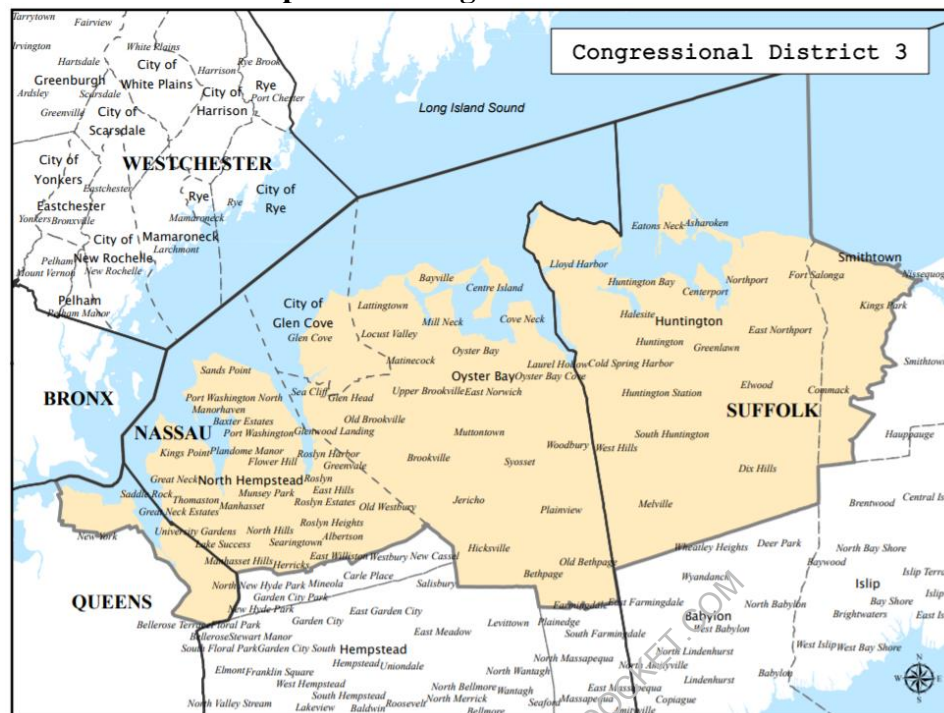 Congressional District 3
Tarrytown
Fairview
Irvington
White Plains
Hartsdale
City of
White Plains
Harrison
Rye Brook
Greenburgh
Scarsdale
Ardsley
City of
Harrison
Rye
Port Chester
Greenville
City of
Scarsdale
Long Island Sound
City of
Yonkers
WESTCHESTER
Eastchester
Eastchester
Rye
Rye
City of
Rye
Yonkers
Bronxville
Mamaroneck
City of
New Rochelle
Mamaroneck
Larchmont
Pelham
Mount Vernon
New Rochelle
Pelham
Pelham Manor
Eatons Neck
Asharoken
Lloyd Harbor
Smithtown
Nissequog
Bayville
Centre Island
Huntington Bay
Northport
Fort Salonga
Centerport
Kings Park
City of
Glen Cove
Glen Cove
Lattingtown
Mill Neck
Cove Neck
Halesite
Huntington
East Northport
Locust Valley
Huntington
Greenlawn
Matinecock
Oyster Bay
Laurel Hollow
Cold Spring Harbor
Smithtown
Sands Point
Oyster Bay
Oyster Bay Cove
Sea Cliff
Glen Head
Upper Brookville
East Norwich
Huntington Station
Elwood
Commack
BRONX
Port Washington North
Manorhaven
Baxter Estates
Old Brookville
SUFFOLK
NASSAU
Port Washington
Glenwood Landing
Muttontown
South Huntington
Hauppauge
Kings Point
Plandome Manor
Roslyn Harbor
Woodbury
West Hills
Flower Hill
Greenvale
Brookville
Syosset
Dix Hills
Great Neck
North Hempstead
Roslyn
Saddle Rock
Thomaston
Munsey Park
East Hills
Jericho
Melville
Brentwood
Central I
Great Neck Estates
Manhasset
Roslyn Estates
Old Westbury
Plainview
New York
University Gardens
North Hills
Roslyn Heights
Lake Success
Searingtown
Albertson
Hicksville
Wheatley Heights
Deer Park
North Bay Shore
Manhasset Hills
Herricks
East Williston
Westbury
New Cassel
Old Bethpage
Baywood
Islip Terra
QUEENS
North New Hyde Park
Mineola
Carle Place
Salisbury
Bethpage
Wyandanch
Islip
Garden City Park
New Hyde Park
East Garden City
Farmingdale
East Farmingdale
North Babylon
Bay Shore
Islip
Bellerose Terrace
Floral Park
Garden City
Levittown
Plainedge
Babylon
Brightwaters
East Is
Bellerose
Stewart Manor
East Meadow
South Farmingdale
West Babylon
South Floral Park
Garden City South
Hempstead
North Lindenhurst
West Islip
West Bay Shore
Elmont
Franklin Square
Hempstead
Uniondale
North Massapequa
North Amityville
West Hempstead
North Bellmore
North Wantagh
East Massapequa
Lindenhurst
Babylon
South Hempstead
North Merrick
Wantagh
Seaford
Massapequa
Copiague
North Valley Stream
Lakeview
Baldwin
Roosevelt
Bellmore
Amityville
N
W
E
S